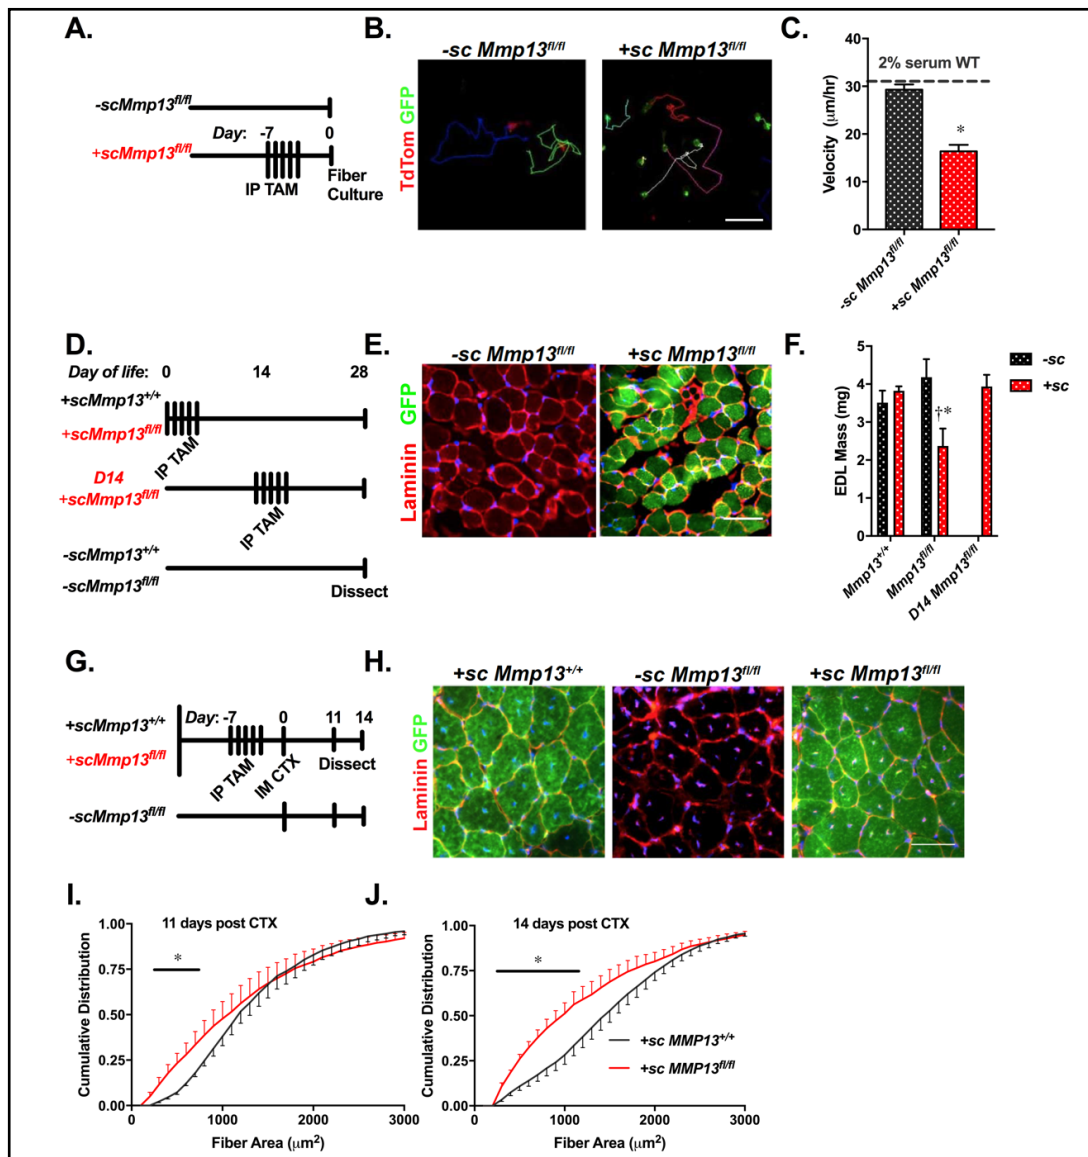 A.
-scMmp13fl/fl
Day: -7 0
+scMmp13fl/fl
IP TAM
Fiber
Culture
B.
-sc Mmp13fl/fl +sc Mmp13fl/fl
TdTom GFP
C.
40
30
20
10
0
Velocity (μm/hr)
2% serum WT
*
-sc Mmp13fl/fl
+sc Mmp13fl/fl
D.
Day of life: 0 14 28
+scMmp13+/+
+scMmp13fl/fl
IP TAM
D14
+scMmp13fl/fl
IP TAM
-scMmp13+/+
-scMmp13fl/fl
Dissect
E.
-sc Mmp13fl/fl +sc Mmp13fl/fl
Laminin GFP
F.
5
4
3
2
1
0
EDL Mass (mg)
†*
-sc
+sc
Mmp13+/+
Mmp13fl/fl
D14 Mmp13fl/fl
G.
Day: -7 0 11 14
+scMmp13+/+
+scMmp13fl/fl
IP TAM
IM CTX
Dissect
-scMmp13fl/fl
H.
+sc Mmp13+/+ -sc Mmp13fl/fl +sc Mmp13fl/fl
Laminin GFP
I.
11 days post CTX
1.00
0.75
0.50
0.25
0.00
Cumulative Distribution
*
0 1000 2000 3000
Fiber Area (μm2)
J.
14 days post CTX
1.00
0.75
0.50
0.25
0.00
Cumulative Distribution
*
+sc MMP13+/+
+sc MMP13fl/fl
0 1000 2000 3000
Fiber Area (μm2)